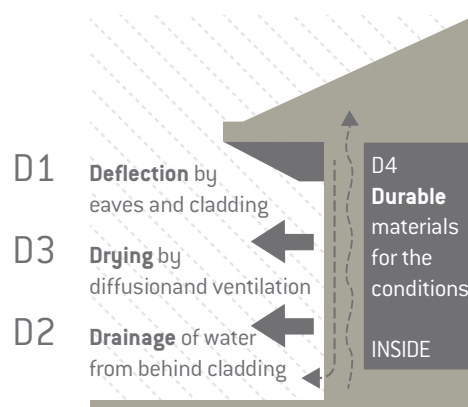 D1
Deflection by
eaves and cladding
D3
Drying by
diffusionand ventilation
D2
Drainage of water
from behind cladding
D4
Durable
materials
for the
conditions
INSIDE